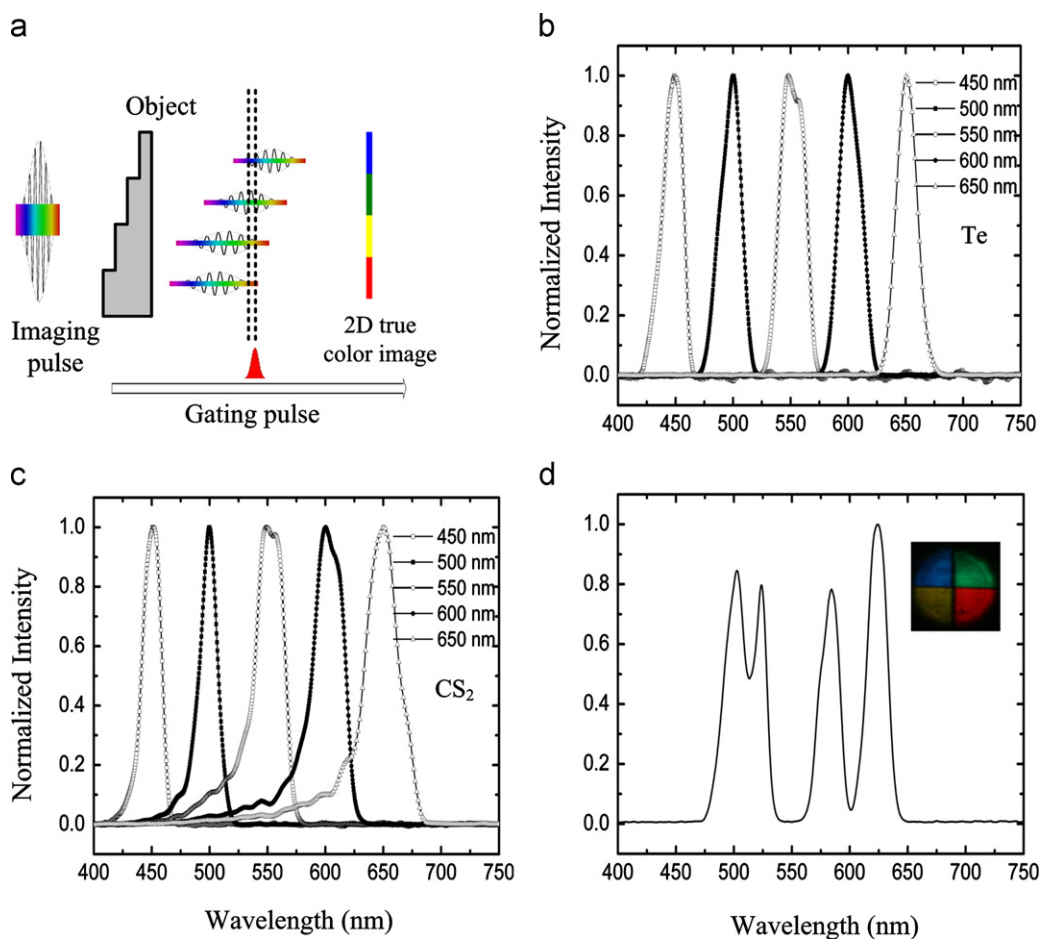 a
Object
Imaging
pulse
2D true
color image
Gating pulse
b
Normalized Intensity
1.0
0.8
0.6
0.4
0.2
0.0
400 450 500 550 600 650 700 750
450 nm
500 nm
550 nm
600 nm
650 nm
Te
c
Normalized Intensity
1.0
0.8
0.6
0.4
0.2
0.0
400 450 500 550 600 650 700 750
450 nm
500 nm
550 nm
600 nm
650 nm
CS₂
Wavelength (nm)
d
1.0
0.8
0.6
0.4
0.2
0.0
400 450 500 550 600 650 700 750
Wavelength (nm)